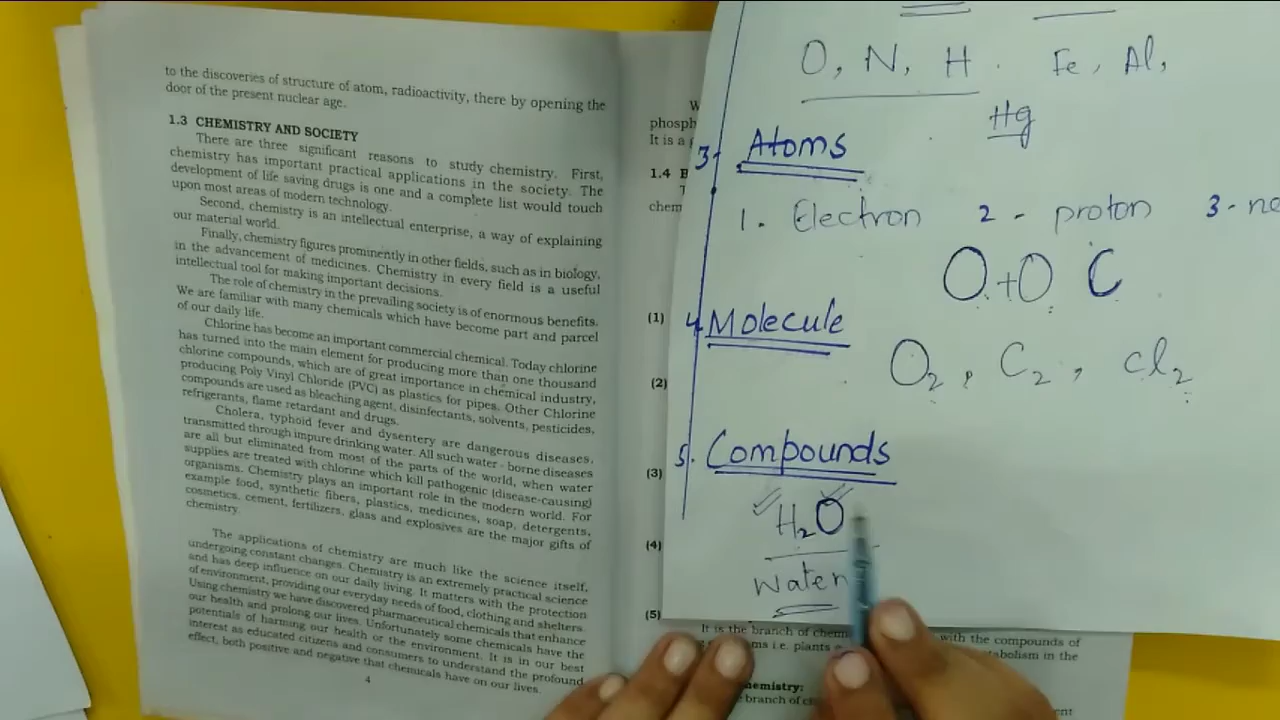 to the discoveries of structure of atom, radioactivity, there by opening the
door of the present nuclear age.
1.3 CHEMISTRY AND SOCIETY
There are three significant reasons to study chemistry. First,
chemistry has important practical applications in the society. The
development of life saving drugs is one and a complete list would touch
upon most areas of modern technology.
Second, chemistry is an intellectual enterprise, a way of explaining
our material world.
Finally, chemistry figures prominently in other fields, such as in biology,
in the advancement of medicines. Chemistry in every field is a useful
intellectual tool for making important decisions.
The role of chemistry in the prevailing society is of enormous benefits.
We are familiar with many chemicals which have become part and parcel
of our daily life.
Chlorine has become an important commercial chemical. Today chlorine
has turned into the main element for producing more than one thousand
chlorine compounds, which are of great importance in chemical industry,
producing Poly Vinyl Chloride (PVC) as plastics for pipes. Other Chlorine
compounds are used as bleaching agent, disinfectants, solvents, pesticides,
refrigerants, flame retardant and drugs.
Cholera, typhoid fever and dysentery are dangerous diseases,
transmitted through impure drinking water. All such water - borne diseases
are all but eliminated from most of the parts of the world, when water
supplies are treated with chlorine which kill pathogenic (disease-causing)
organisms. Chemistry plays an important role in the modern world. For
example food, synthetic fibers, plastics, medicines, soap, detergents,
cosmetics, cement, fertilizers, glass and explosives are the major gifts of
chemistry.
The applications of chemistry are much like the science itself,
undergoing constant changes. Chemistry is an extremely practical science
and has deep influence on our daily living. It matters with the protection
of environment, providing our everyday needs of food, clothing and shelters.
Using chemistry we have discovered pharmaceutical chemicals that enhance
our health and prolong our lives. Unfortunately some chemicals have the
potentials of harming our health or the environment. It is in our best
interest as educated citizens and consumers to understand the profound
effect, both positive and negative that chemicals have on our lives.
4
W
phosph
It is a
1.4
chem
(1)
(2)
(3)
(4)
(5)
O, N, H. Fe, Al,
Hg
3- Atoms
1. Electron 2- proton 3-
O+O C
4 Molecule
O₂, C₂, Cl₂
5. Compounds
H₂O
Water
It is the branch of chem with the compounds of
i.e. plants tabolism in the
emistry:
branch of